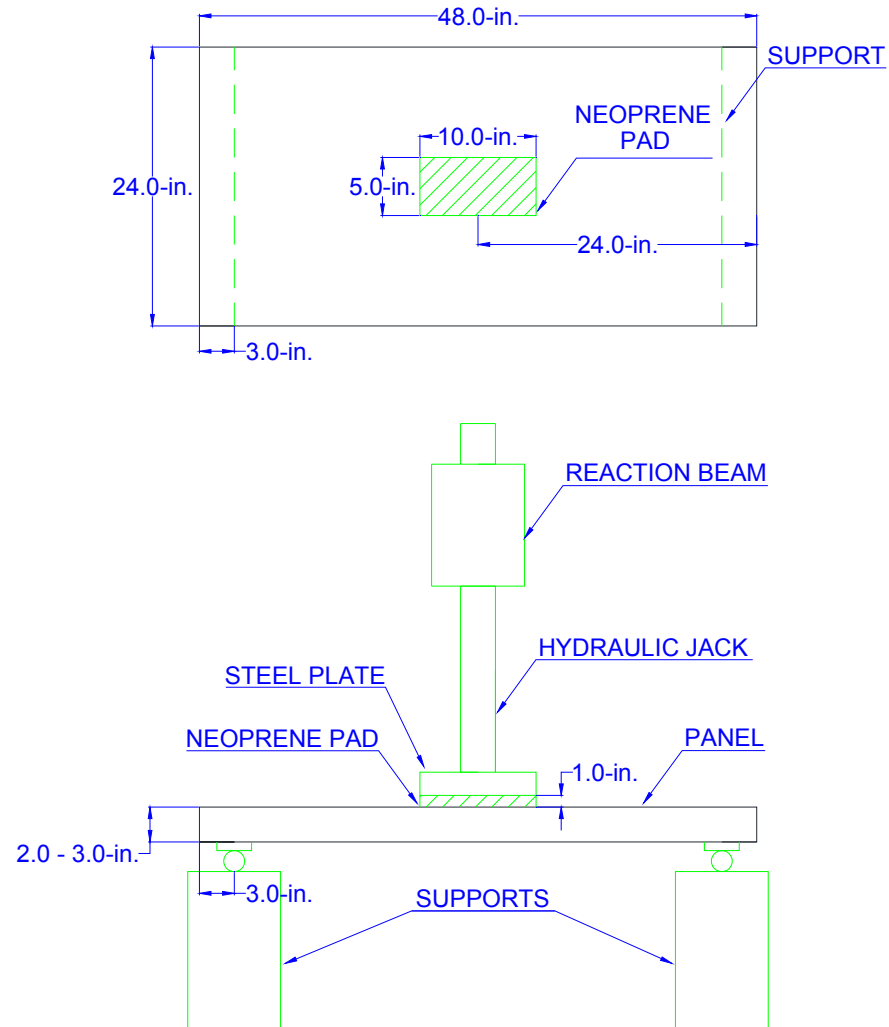 48.0-in.
SUPPORT
NEOPRENE
PAD
10.0-in.
5.0-in.
24.0-in.
24.0-in.
3.0-in.
REACTION BEAM
HYDRAULIC JACK
STEEL PLATE
NEOPRENE PAD
PANEL
1.0-in.
2.0 - 3.0-in.
3.0-in.
SUPPORTS